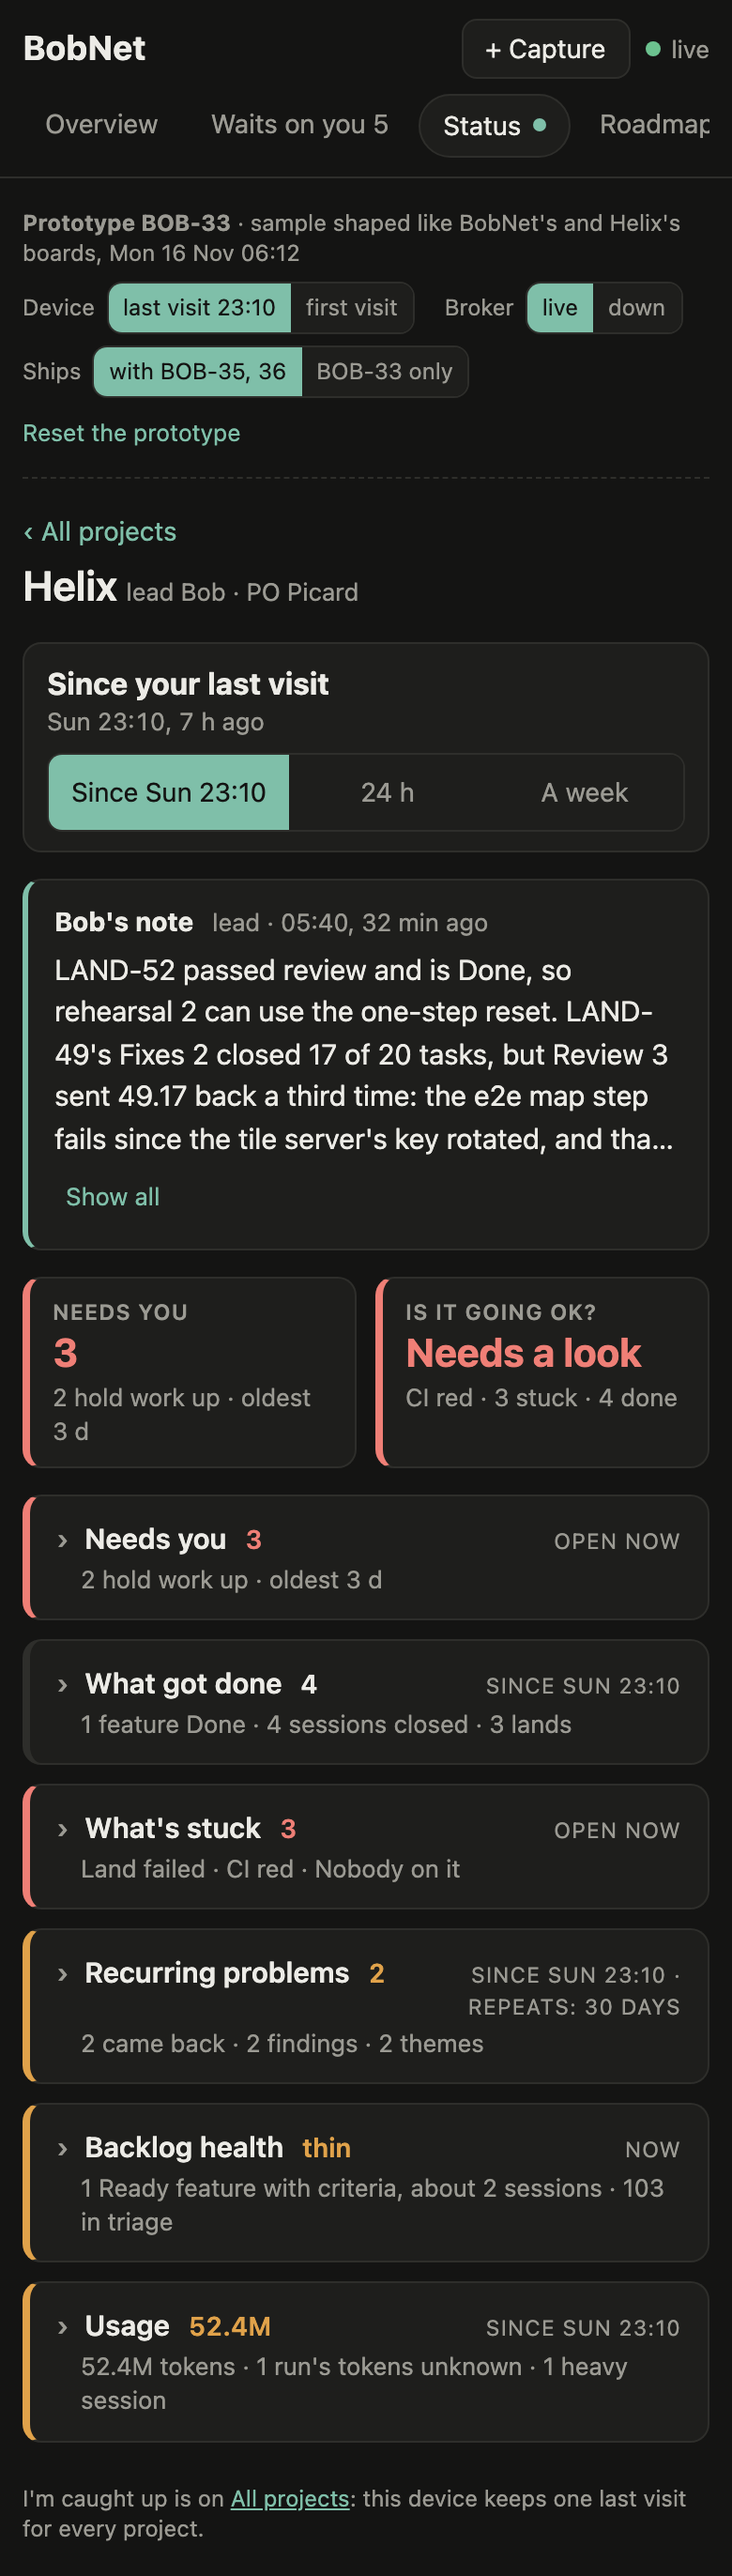 BobNet
+ Capture
live
Overview
Waits on you 5
Status
Roadmap
Prototype BOB-33 · sample shaped like BobNet's and Helix's
boards, Mon 16 Nov 06:12
Device
last visit 23:10
first visit
Broker
live
down
Ships
with BOB-35, 36
BOB-33 only
Reset the prototype
‹ All projects
Helix lead Bob · PO Picard
Since your last visit
Sun 23:10, 7 h ago
Since Sun 23:10
24 h
A week
Bob's note lead · 05:40, 32 min ago
LAND-52 passed review and is Done, so
rehearsal 2 can use the one-step reset. LAND-
49's Fixes 2 closed 17 of 20 tasks, but Review 3
sent 49.17 back a third time: the e2e map step
fails since the tile server's key rotated, and tha...
Show all
NEEDS YOU
3
2 hold work up · oldest
3 d
IS IT GOING OK?
Needs a look
CI red · 3 stuck · 4 done
› Needs you 3
OPEN NOW
2 hold work up · oldest 3 d
› What got done 4
SINCE SUN 23:10
1 feature Done · 4 sessions closed · 3 lands
› What's stuck 3
OPEN NOW
Land failed · CI red · Nobody on it
› Recurring problems 2
SINCE SUN 23:10 ·
REPEATS: 30 DAYS
2 came back · 2 findings · 2 themes
› Backlog health thin
NOW
1 Ready feature with criteria, about 2 sessions · 103
in triage
› Usage 52.4M
SINCE SUN 23:10
52.4M tokens · 1 run's tokens unknown · 1 heavy
session
I'm caught up is on All projects: this device keeps one last visit
for every project.